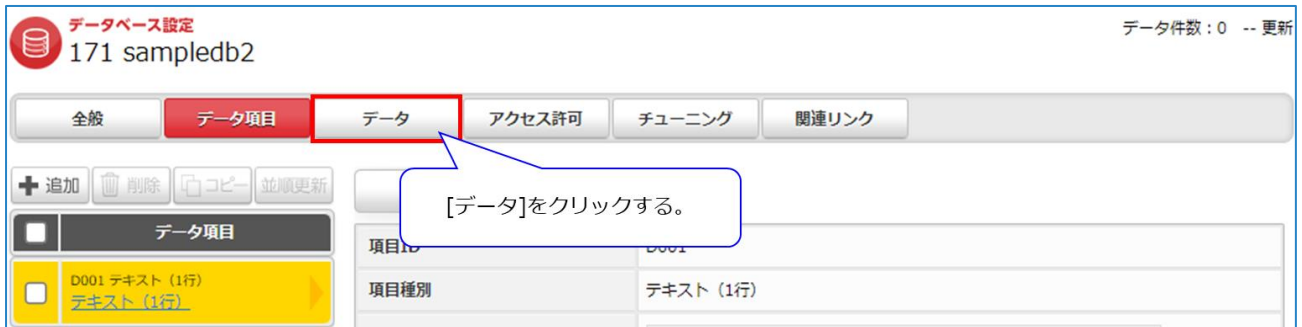 データベース設定
171 sampledb2
データ件数：0 -- 更新
全般 データ項目 データ アクセス許可 チューニング 関連リンク
追加 削除 コピー 並順更新
[データ]をクリックする。
データ項目
項目ID D001
D001 テキスト（1行）
テキスト（1行）
項目種別 テキスト（1行）